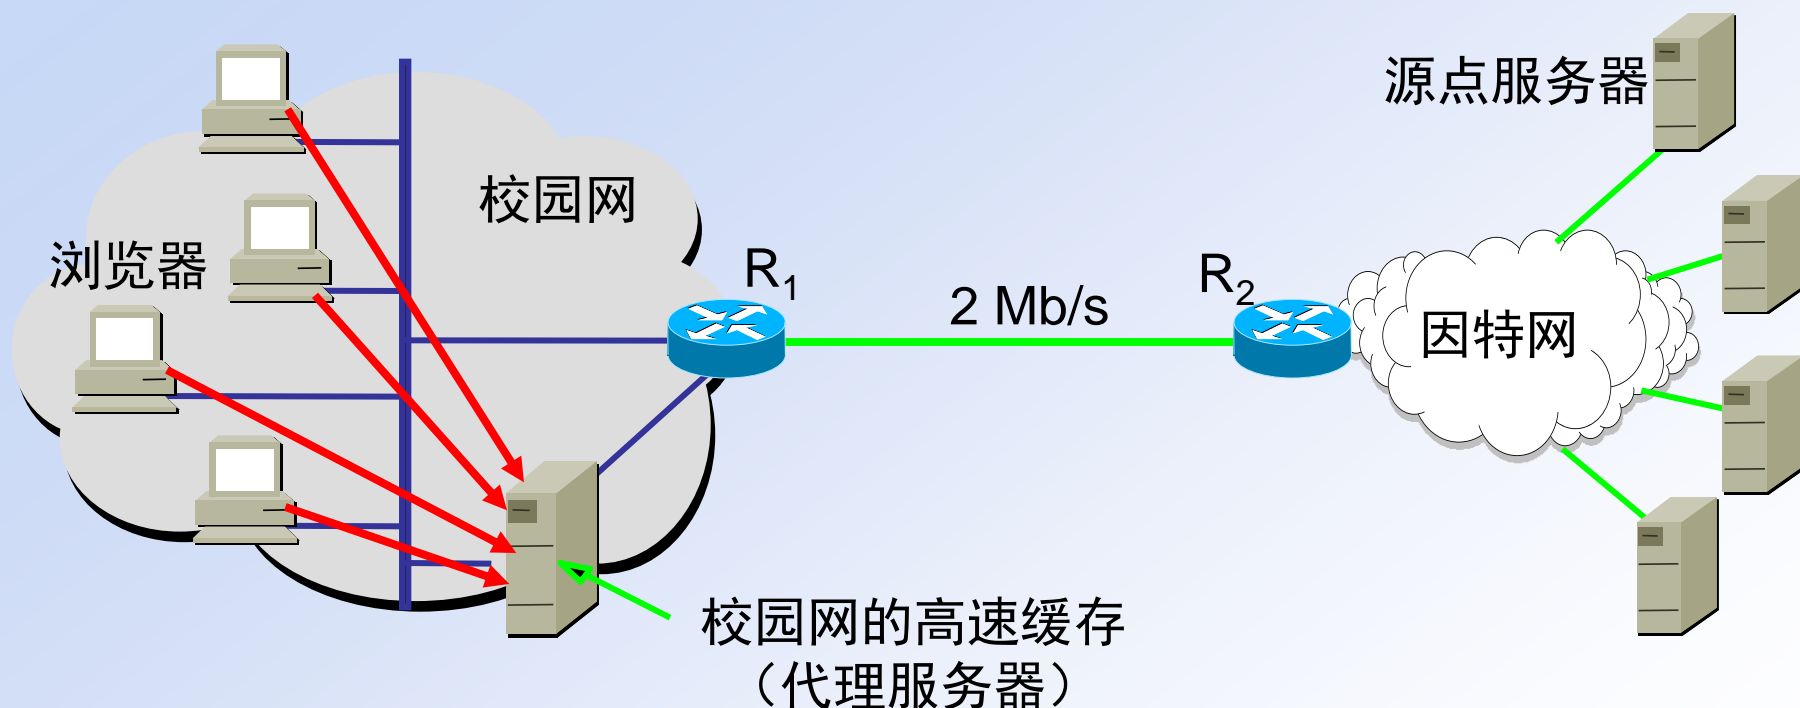 源点服务器
校园网
浏览器
R1
R2
2 Mb/s
因特网
校园网的高速缓存
（代理服务器）